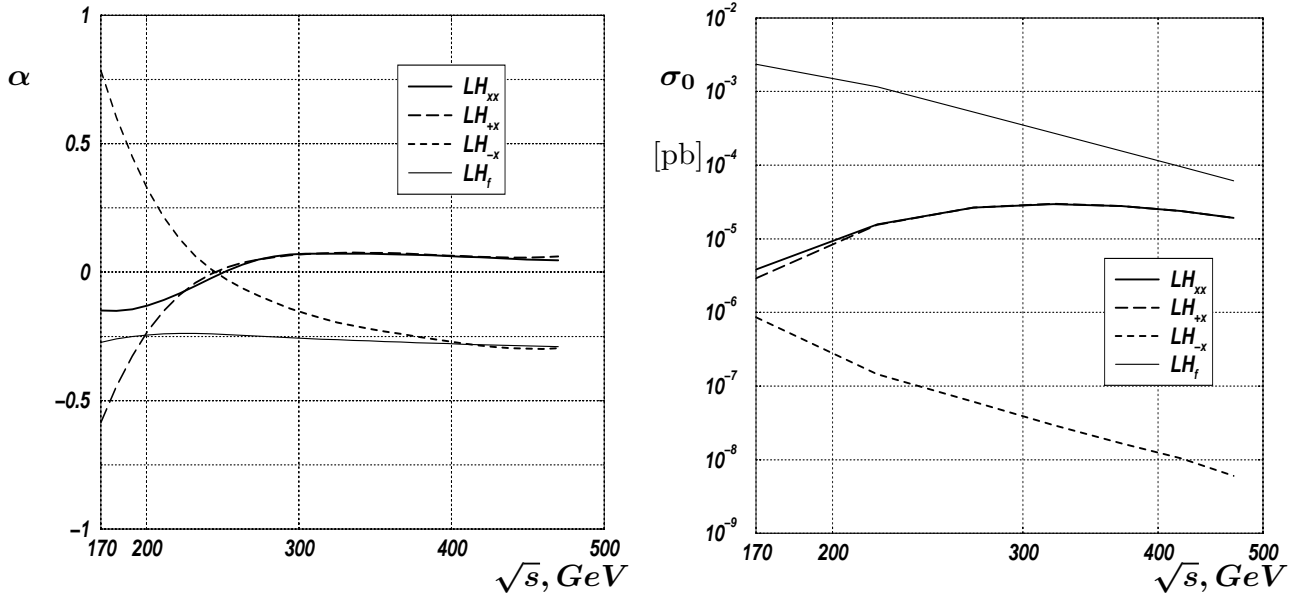 1
α
0.5
0
−0.5
−1
170 200 300 400 500
√s, GeV
LH_xx
LH_+x
LH_-x
LH_f
10^−2
σ_0
10^−3
[pb]
10^−4
10^−5
10^−6
10^−7
10^−8
10^−9
170 200 300 400 500
√s, GeV
LH_xx
LH_+x
LH_-x
LH_f